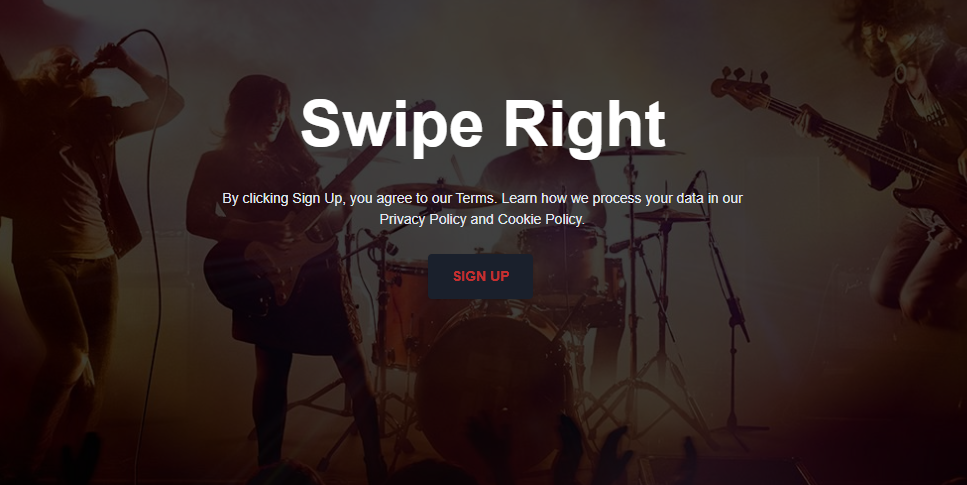 Swipe Right
By clicking Sign Up, you agree to our Terms. Learn how we process your data in our
Privacy Policy and Cookie Policy.
SIGN UP